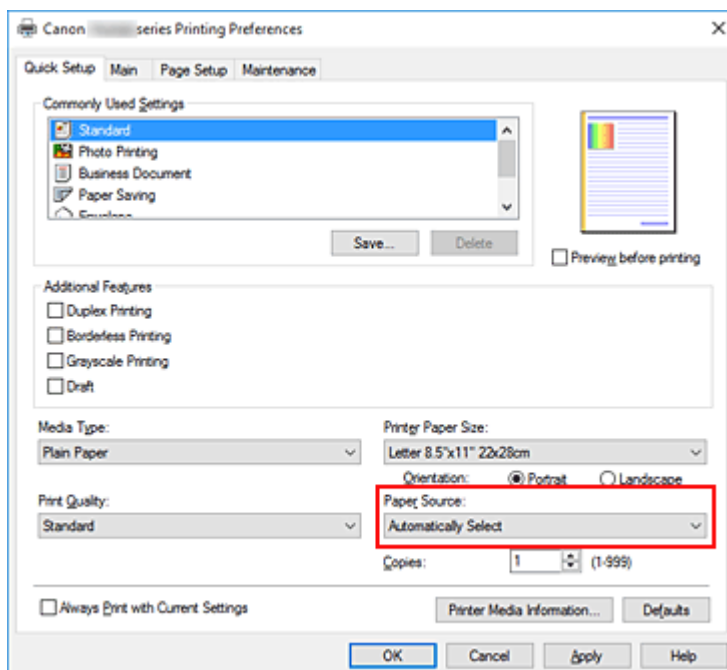 Canon series Printing Preferences
Quick Setup Main Page Setup Maintenance
Commonly Used Settings
Standard
Photo Printing
Business Document
Paper Saving
Envelope
Save... Delete
Preview before printing
Additional Features
Duplex Printing
Borderless Printing
Grayscale Printing
Draft
Media Type: Printer Paper Size:
Plain Paper Letter 8.5"x11" 22x28cm
Orientation: Portrait Landscape
Print Quality: Paper Source:
Standard Automatically Select
Copies: 1 (1-999)
Always Print with Current Settings Printer Media Information... Defaults
OK Cancel Apply Help